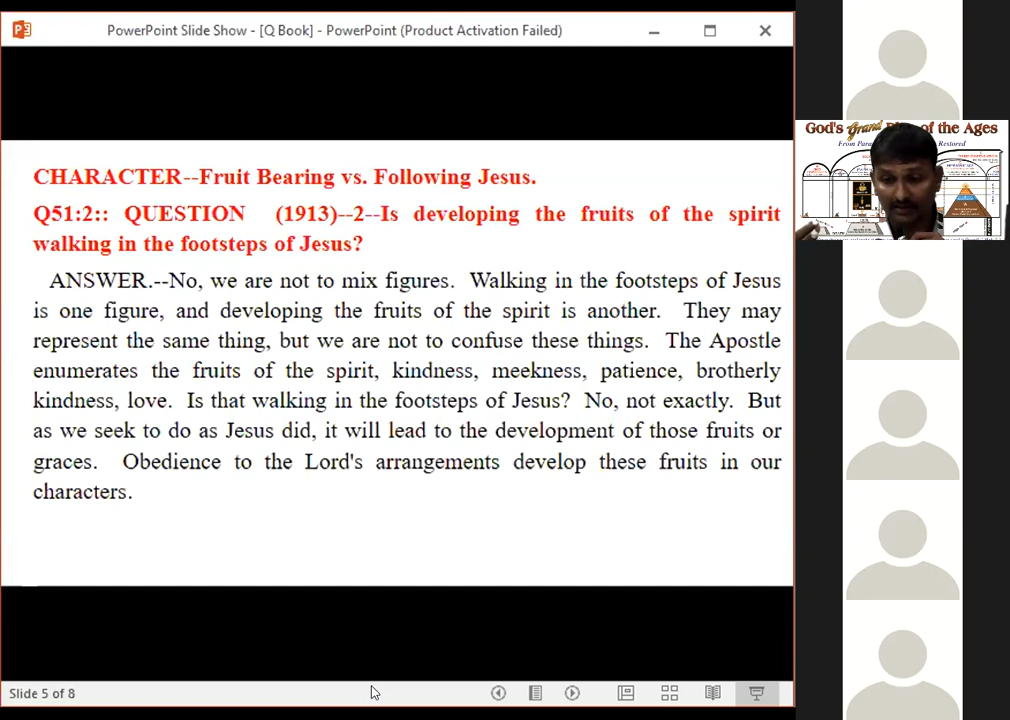 PowerPoint Slide Show - [Q Book] - PowerPoint (Product Activation Failed)
CHARACTER--Fruit Bearing vs. Following Jesus.
Q51:2:: QUESTION (1913)--2--Is developing the fruits of the spirit
walking in the footsteps of Jesus?
ANSWER.--No, we are not to mix figures. Walking in the footsteps of Jesus
is one figure, and developing the fruits of the spirit is another. They may
represent the same thing, but we are not to confuse these things. The Apostle
enumerates the fruits of the spirit, kindness, meekness, patience, brotherly
kindness, love. Is that walking in the footsteps of Jesus? No, not exactly. But
as we seek to do as Jesus did, it will lead to the development of those fruits or
graces. Obedience to the Lord's arrangements develop these fruits in our
characters.
Slide 5 of 8
God's Grand of the Ages
From Restored